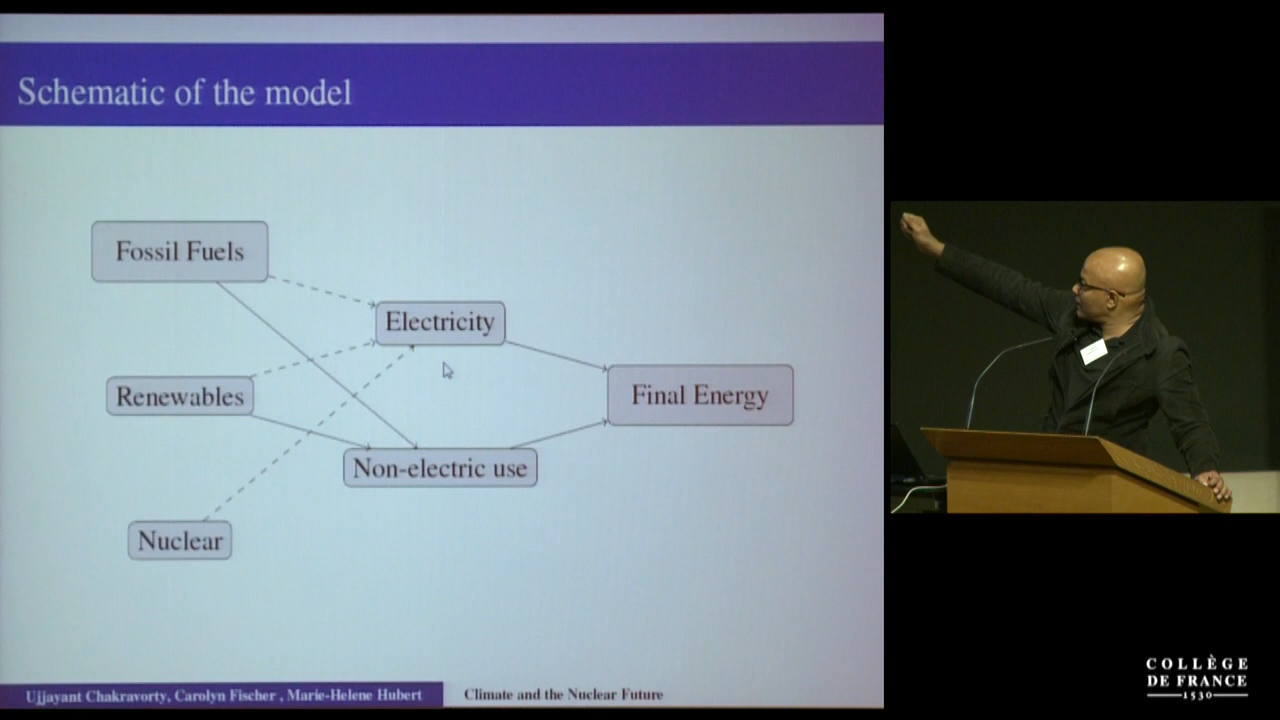 Schematic of the model
Fossil Fuels
Electricity
Renewables
Final Energy
Non-electric use
Nuclear
Ujjayant Chakravorty, Carolyn Fischer , Marie-Helene Hubert
Climate and the Nuclear Future
COLLÈGE
DE FRANCE
1530